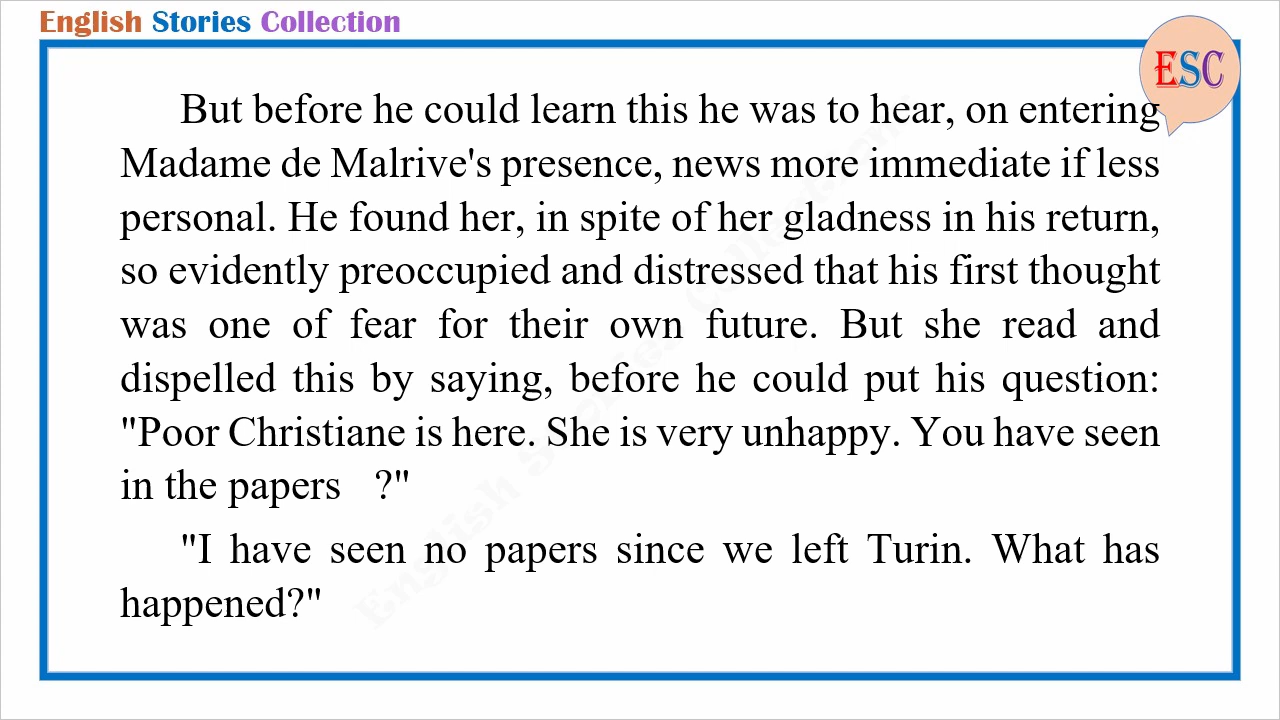 English Stories Collection
ESC
But before he could learn this he was to hear, on entering
Madame de Malrive's presence, news more immediate if less
personal. He found her, in spite of her gladness in his return,
so evidently preoccupied and distressed that his first thought
was one of fear for their own future. But she read and
dispelled this by saying, before he could put his question:
"Poor Christiane is here. She is very unhappy. You have seen
in the papers ?"
"I have seen no papers since we left Turin. What has
happened?"
English Stories Collections